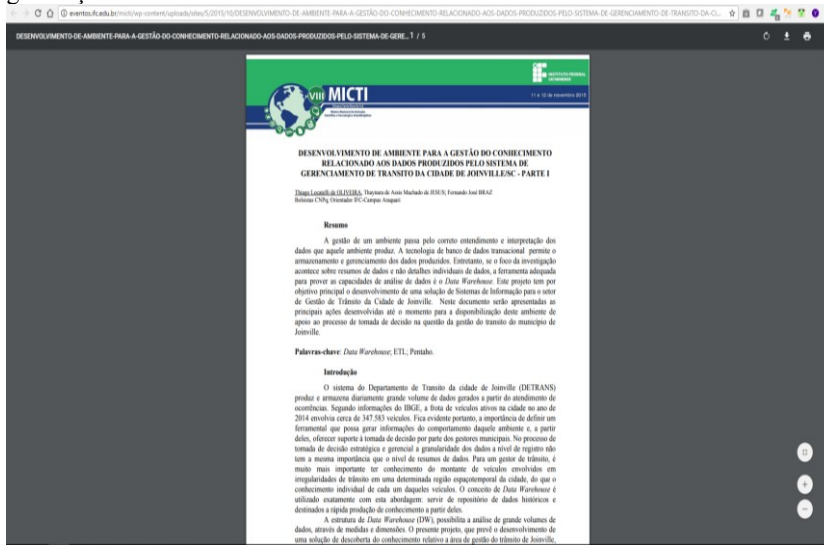 eventos.ifc.edu.br/micti/wp-content/uploads/sites/5/2015/10/DESENVOLVIMENTO-DE-AMBIENTE-PARA-A-GESTÃO-DO-CONHECIMENTO-RELACIONADO-AOS-DADOS-PRODUZIDOS-PELO-SISTEMA-DE-GERENCIAMENTO-DE-TRANSITO-DA-CI...
DESENVOLVIMENTO-DE-AMBIENTE-PARA-A-GESTÃO-DO-CONHECIMENTO-RELACIONADO-AOS-DADOS-PRODUZIDOS-PELO-SISTEMA-DE-GERE... 1 / 5
INSTITUTO FEDERAL
CATARINENSE
VIII MICTI
11 e 12 de novembro 2015
DESENVOLVIMENTO DE AMBIENTE PARA A GESTÃO DO CONHECIMENTO
RELACIONADO AOS DADOS PRODUZIDOS PELO SISTEMA DE
GERENCIAMENTO DE TRANSITO DA CIDADE DE JOINVILLE/SC - PARTE I
Thiago Locatelli de OLIVEIRA, Thaynara de Assis Machado de JESUS; Fernando José BRAZ
Bolsistas CNPq; Orientador IFC-Campus Araquari
Resumo
A gestão de um ambiente passa pelo correto entendimento e interpretação dos
dados que aquele ambiente produz. A tecnologia de banco de dados transacional permite o
armazenamento e gerenciamento dos dados produzidos. Entretanto, se o foco da investigação
acontece sobre resumos de dados e não detalhes individuais de dados, a ferramenta adequada
para prover as capacidades de análise de dados é o Data Warehouse. Este projeto tem por
objetivo principal o desenvolvimento de uma solução de Sistemas de Informação para o setor
de Gestão de Trânsito da Cidade de Joinville. Neste documento serão apresentadas as
principais ações desenvolvidas até o momento para a disponibilização deste ambiente de
apoio ao processo de tomada de decisão na questão da gestão do transito do município de
Joinville.
Palavras-chave: Data Warehouse; ETL; Pentaho.
Introdução
O sistema do Departamento de Transito da cidade de Joinville (DETRANS)
produz e armazena diariamente grande volume de dados gerados a partir do atendimento de
ocorrências. Segundo informações do IBGE, a frota de veículos ativos na cidade no ano de
2014 envolvia cerca de 347.583 veículos. Fica evidente portanto, a importância de definir um
ferramental que possa gerar informações do comportamento daquele ambiente e, a partir
deles, oferecer suporte à tomada de decisão por parte dos gestores municipais. No processo de
tomada de decisão estratégica e gerencial a granularidade dos dados a nível de registro não
tem a mesma importância que o nível de resumos de dados. Para um gestor de trânsito, é
muito mais importante ter conhecimento do montante de veículos envolvidos em
irregularidades de trânsito em uma determinada região espaçotemporal da cidade, do que o
conhecimento individual de cada um daqueles veículos. O conceito de Data Warehouse é
utilizado exatamente com esta abordagem: servir de repositório de dados históricos e
destinados a rápida produção de conhecimento a partir deles.
A estrutura de Data Warehouse (DW), possibilita a análise de grande volumes de
dados, através de medidas e dimensões. O presente projeto, que prevê o desenvolvimento de
uma solução de descoberta do conhecimento relativo a área de gestão do trânsito de Joinville,